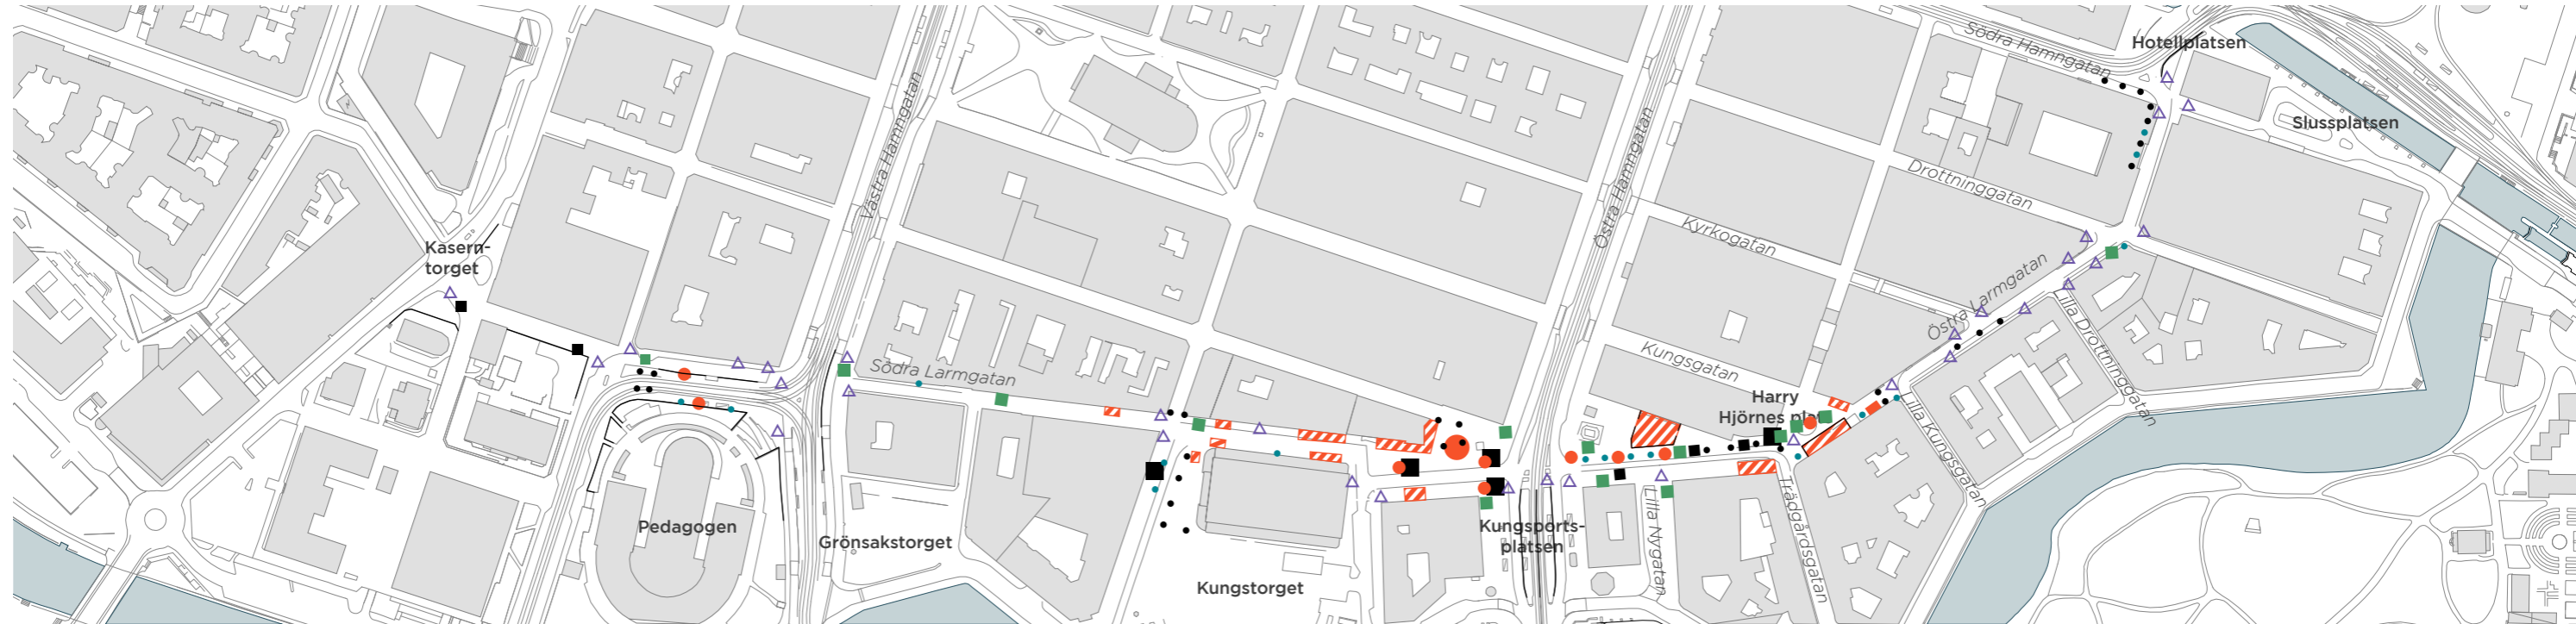 Södra Hamngatan
Hotellplatsen
Slussplatsen
Västra Hamngatan
Östra Hamngatan
Drottninggatan
Kyrkogatan
Kasern-
torget
Östra Larmgatan
Lilla Drottninggatan
Södra Larmgatan
Kungsgatan
Harry
Hjörnes plats
Lilla Kungsgatan
Pedagogen
Grönsakstorget
Kungsports-
platsen
Lilla Nygatan
Trädgårdsgatan
Kungstorget